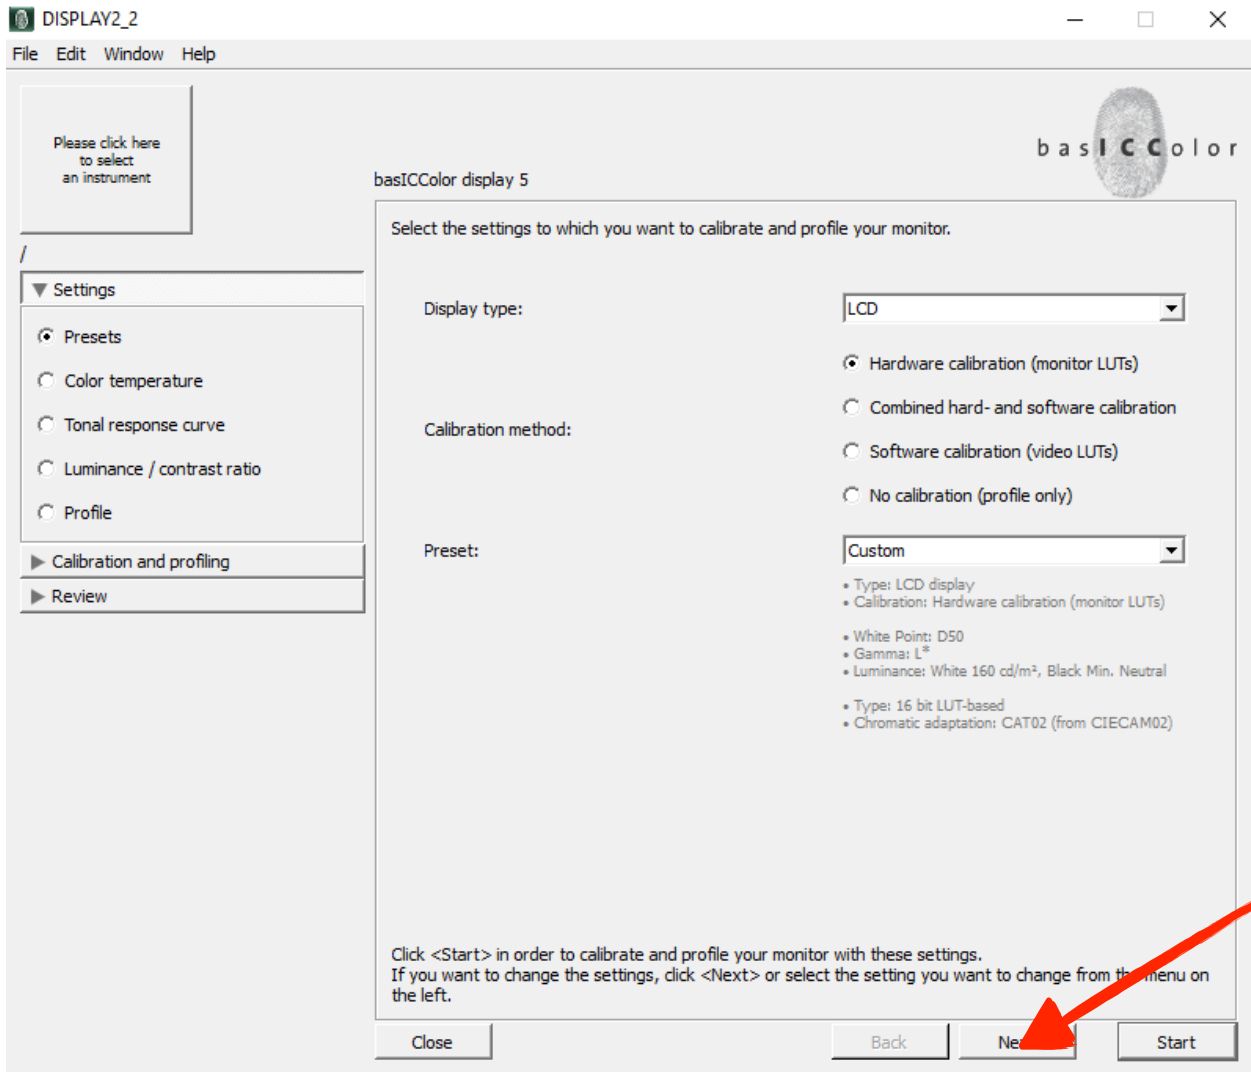 DISPLAY2_2
File Edit Window Help
Please click here
to select
an instrument
basICColor
basICColor display 5
/
Settings
Presets
Color temperature
Tonal response curve
Luminance / contrast ratio
Profile
Calibration and profiling
Review
Select the settings to which you want to calibrate and profile your monitor.
Display type:
LCD
Calibration method:
Hardware calibration (monitor LUTs)
Combined hard- and software calibration
Software calibration (video LUTs)
No calibration (profile only)
Preset:
Custom
• Type: LCD display
• Calibration: Hardware calibration (monitor LUTs)
• White Point: D50
• Gamma: L*
• Luminance: White 160 cd/m², Black Min. Neutral
• Type: 16 bit LUT-based
• Chromatic adaptation: CAT02 (from CIECAM02)
Click <Start> in order to calibrate and profile your monitor with these settings.
If you want to change the settings, click <Next> or select the setting you want to change from the menu on
the left.
Close
Back
Start